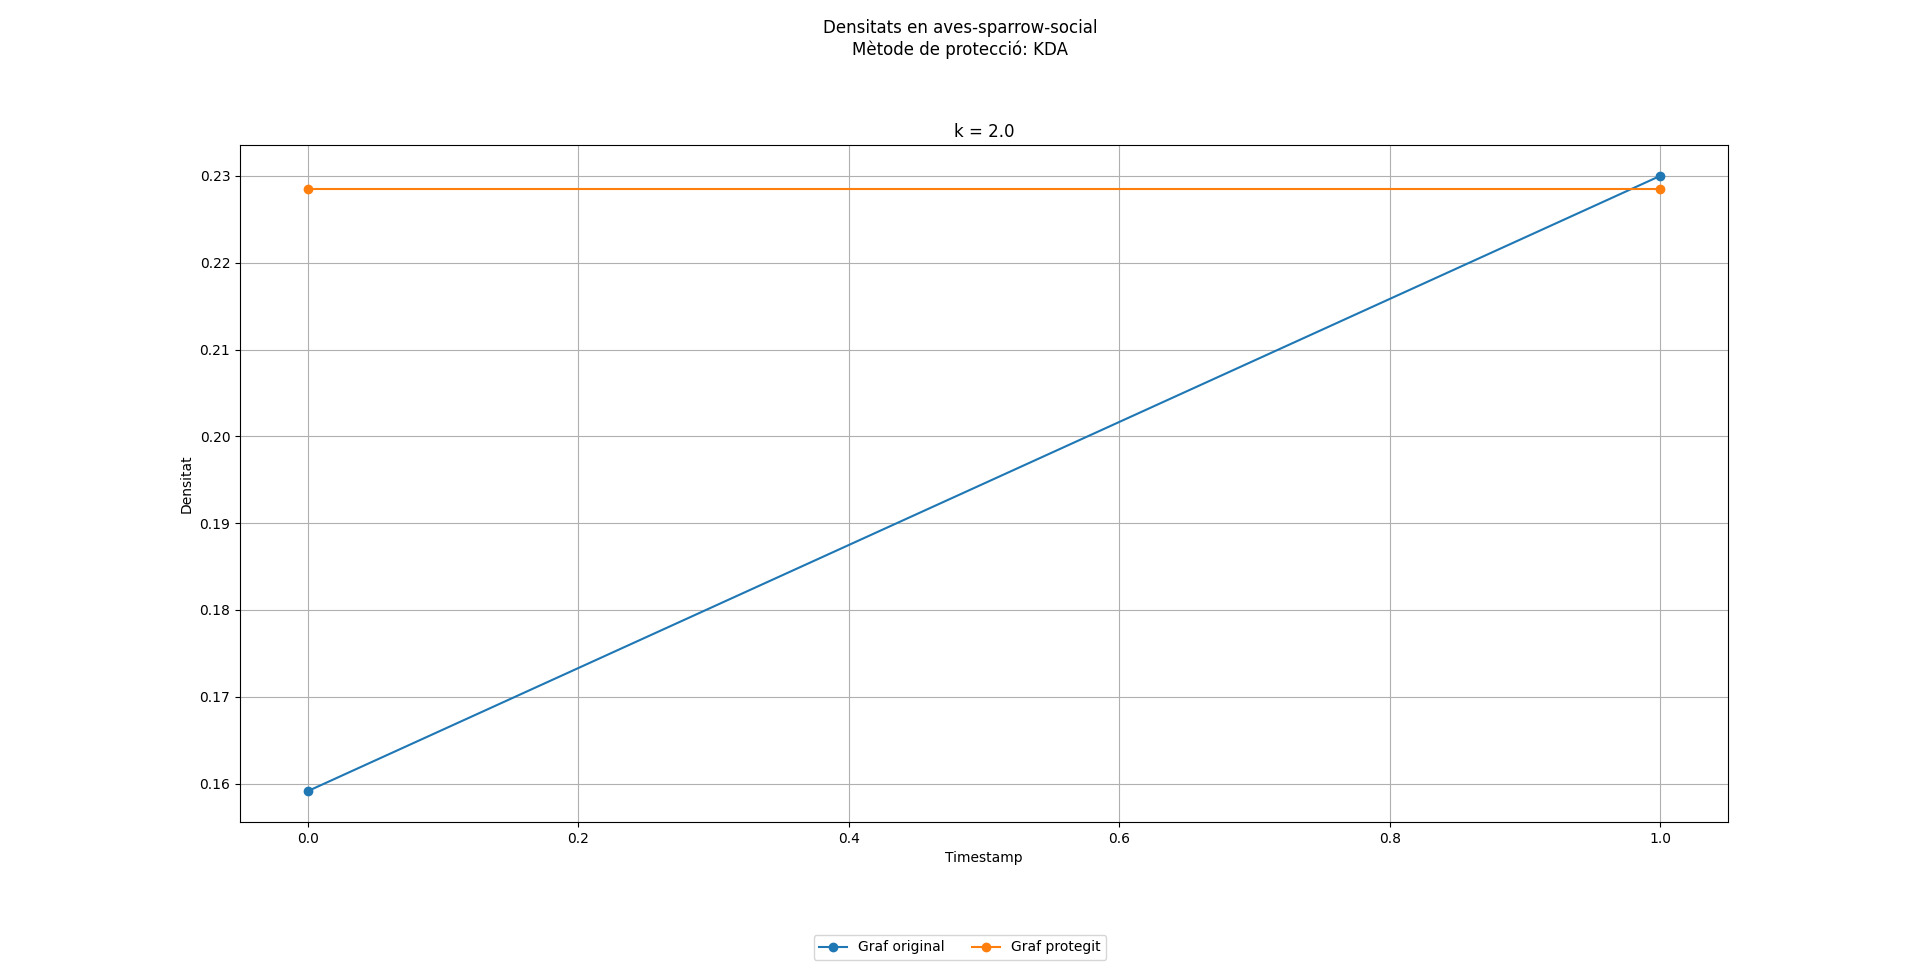 Densitats en aves-sparrow-social
Mètode de protecció: KDA
k = 2.0
0.23
0.22
0.21
0.20
0.19
0.18
0.17
0.16
Densitat
0.0 0.2 0.4 0.6 0.8 1.0
Timestamp
Graf original Graf protegit